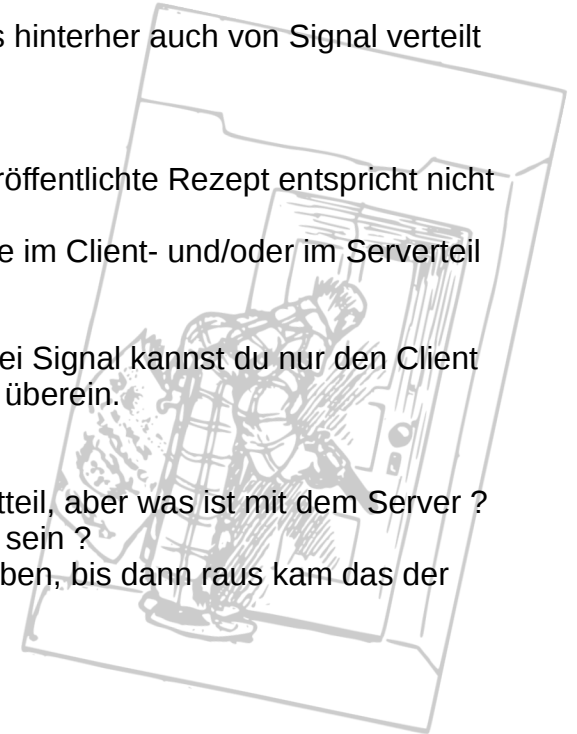 s hinterher auch von Signal verteilt
röffentlichte Rezept entspricht nicht
e im Client- und/oder im Serverteil
ei Signal kannst du nur den Client
überein.
tteil, aber was ist mit dem Server ?
sein ?
ben, bis dann raus kam das der